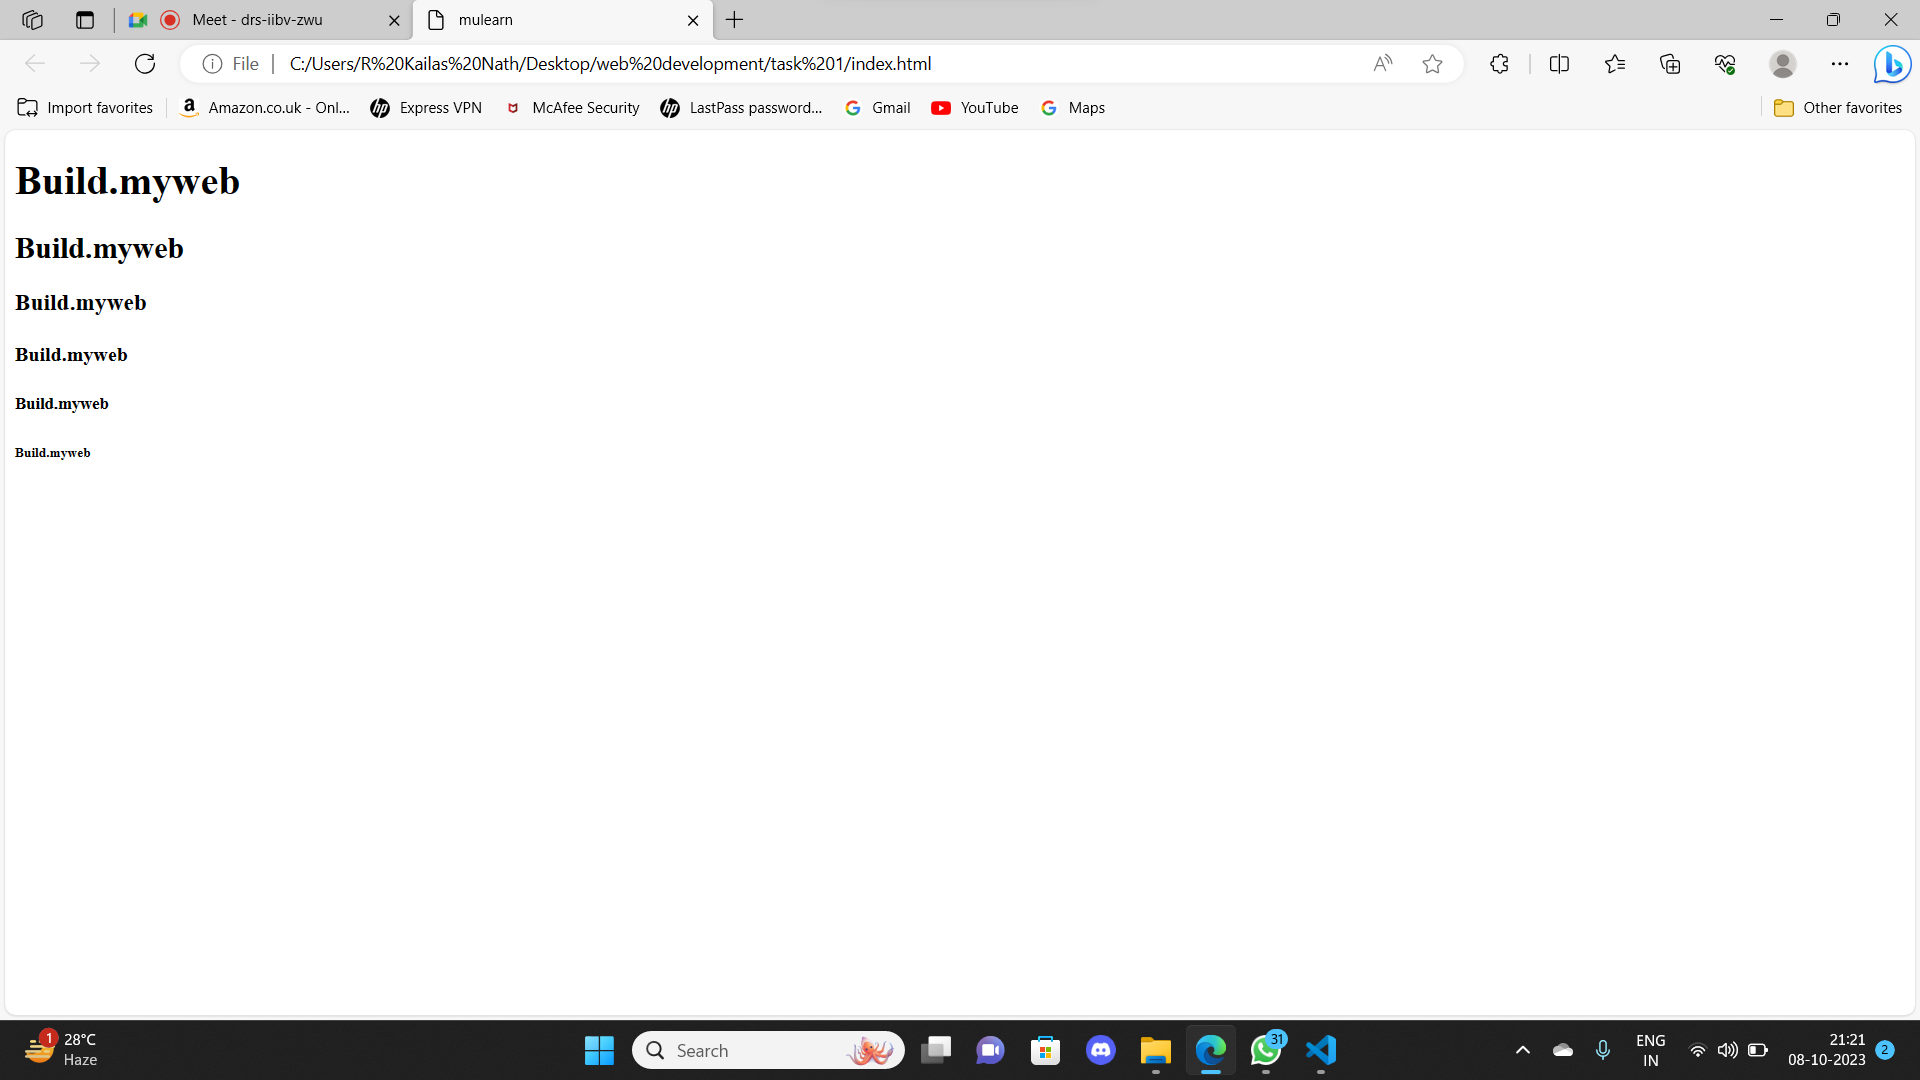 Meet - drs-iibv-zwu
mulearn
File
C:/Users/R%20Kailas%20Nath/Desktop/web%20development/task%201/index.html
Import favorites
Amazon.co.uk - Onl...
Express VPN
McAfee Security
LastPass password...
Gmail
YouTube
Maps
Other favorites
Build.myweb
Build.myweb
Build.myweb
Build.myweb
Build.myweb
Build.myweb
1
28°C
Haze
Search
31
ENG
IN
21:21
08-10-2023
2